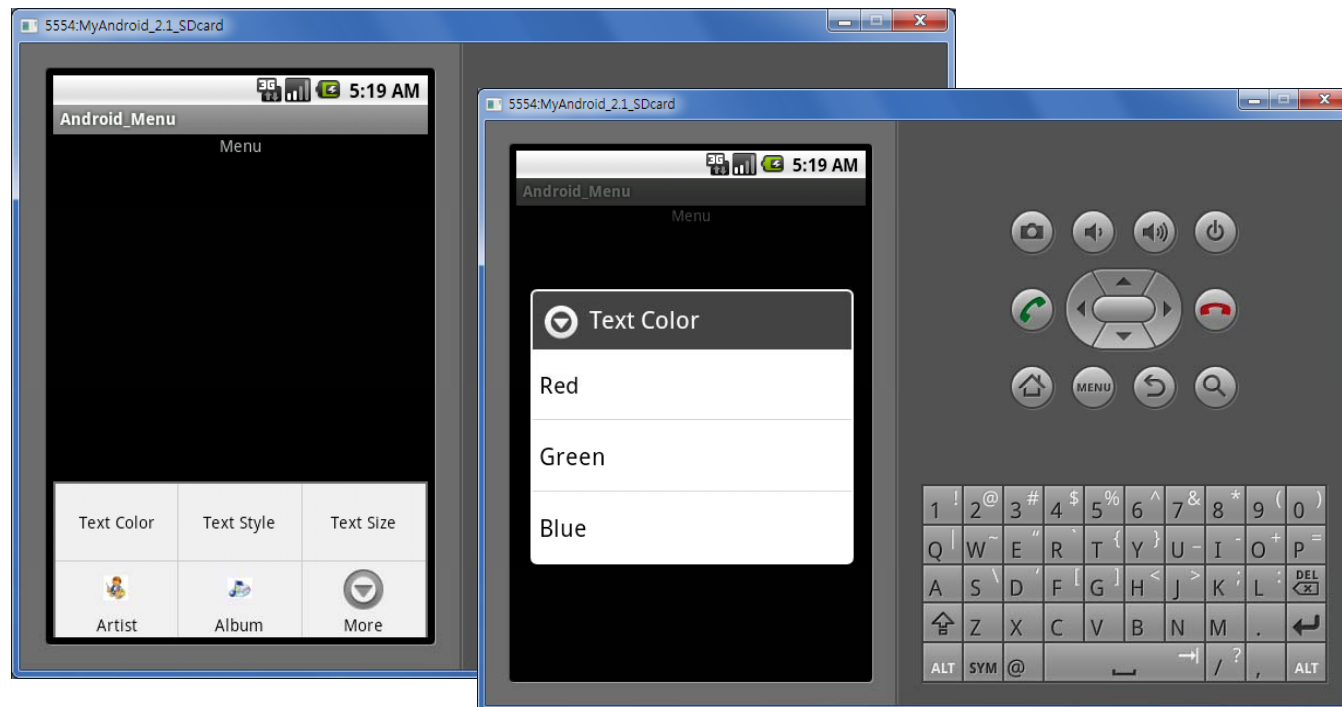 5554:MyAndroid_2.1_SDcard
3G 5:19 AM
Android_Menu
Menu
Text Color Text Style Text Size
Artist Album More
5554:MyAndroid_2.1_SDcard
3G 5:19 AM
Android_Menu
Menu
Text Color
Red
Green
Blue
MENU
1 ! 2 @ 3 # 4 $ 5 % 6 ^ 7 & 8 * 9 ( 0 )
Q | W ~ E " R ` T { Y } U - I - O + P =
A S \ D ' F [ G ] H < J > K ; L : DEL
Z X C V B N M .
ALT SYM @ / ? , ALT